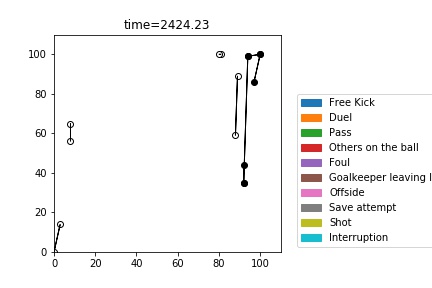 time=2424.23
100
80
60
40
20
0
0 20 40 60 80 100
Free Kick
Duel
Pass
Others on the ball
Foul
Goalkeeper leaving l
Offside
Save attempt
Shot
Interruption